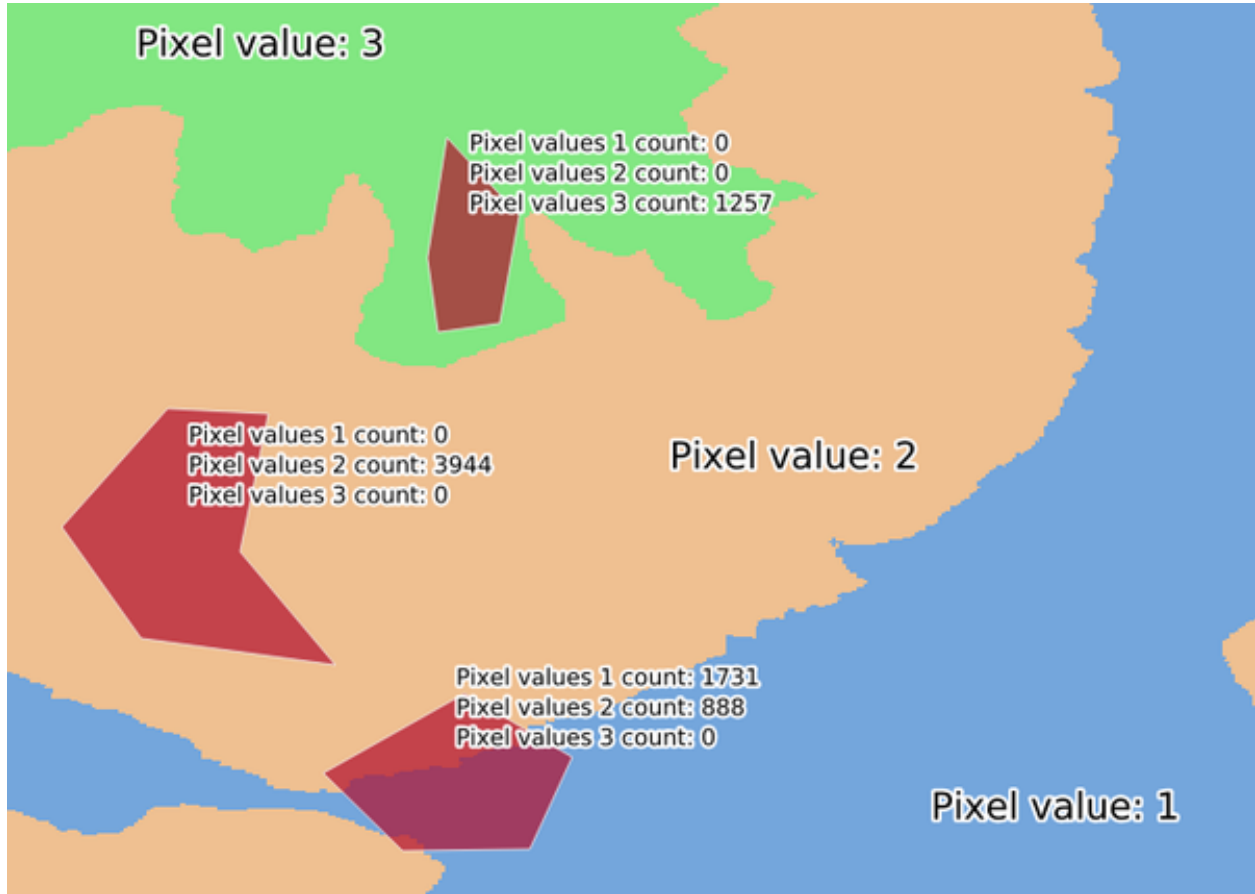 Pixel value: 3
Pixel values 1 count: 0
Pixel values 2 count: 0
Pixel values 3 count: 1257
Pixel values 1 count: 0
Pixel values 2 count: 3944
Pixel values 3 count: 0
Pixel value: 2
Pixel values 1 count: 1731
Pixel values 2 count: 888
Pixel values 3 count: 0
Pixel value: 1